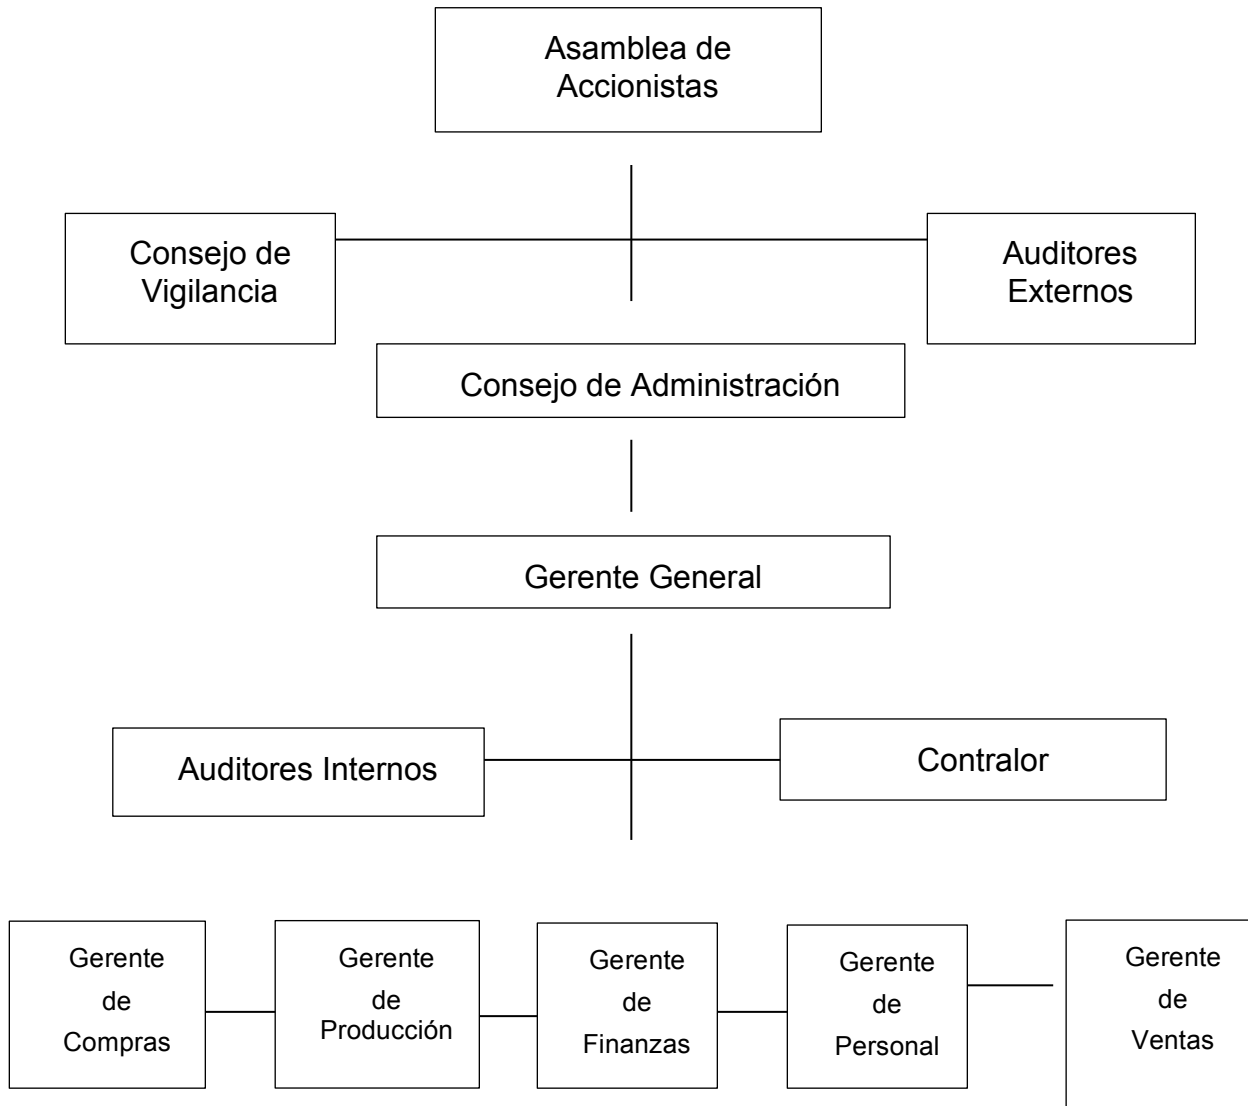 Asamblea de
Accionistas
Consejo de
Vigilancia
Auditores
Externos
Consejo de Administración
Gerente General
Auditores Internos
Contralor
Gerente
de
Compras
Gerente
de
Producción
Gerente
de
Finanzas
Gerente
de
Personal
Gerente
de
Ventas